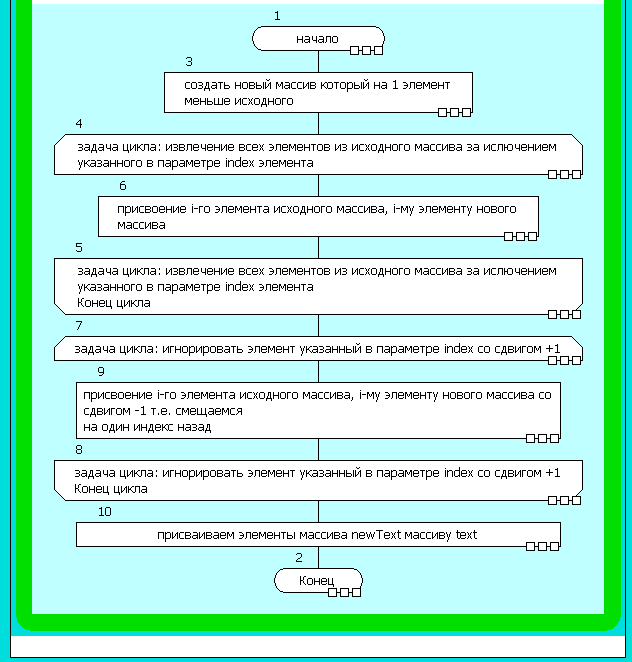 1
начало
3
создать новый массив который на 1 элемент
меньше исходного
4
задача цикла: извлечение всех элементов из исходного массива за ислючением
указанного в параметре index элемента
6
присвоение i-го элемента исходного массива, i-му элементу нового
массива
5
задача цикла: извлечение всех элементов из исходного массива за ислючением
указанного в параметре index элемента
Конец цикла
7
задача цикла: игнорировать элемент указанный в параметре index со сдвигом +1
9
присвоение i-го элемента исходного массива, i-му элементу нового массива со
сдвигом -1 т.е. смещаемся
на один индекс назад
8
задача цикла: игнорировать элемент указанный в параметре index со сдвигом +1
Конец цикла
10
присваиваем элементы массива newText массиву text
2
Конец